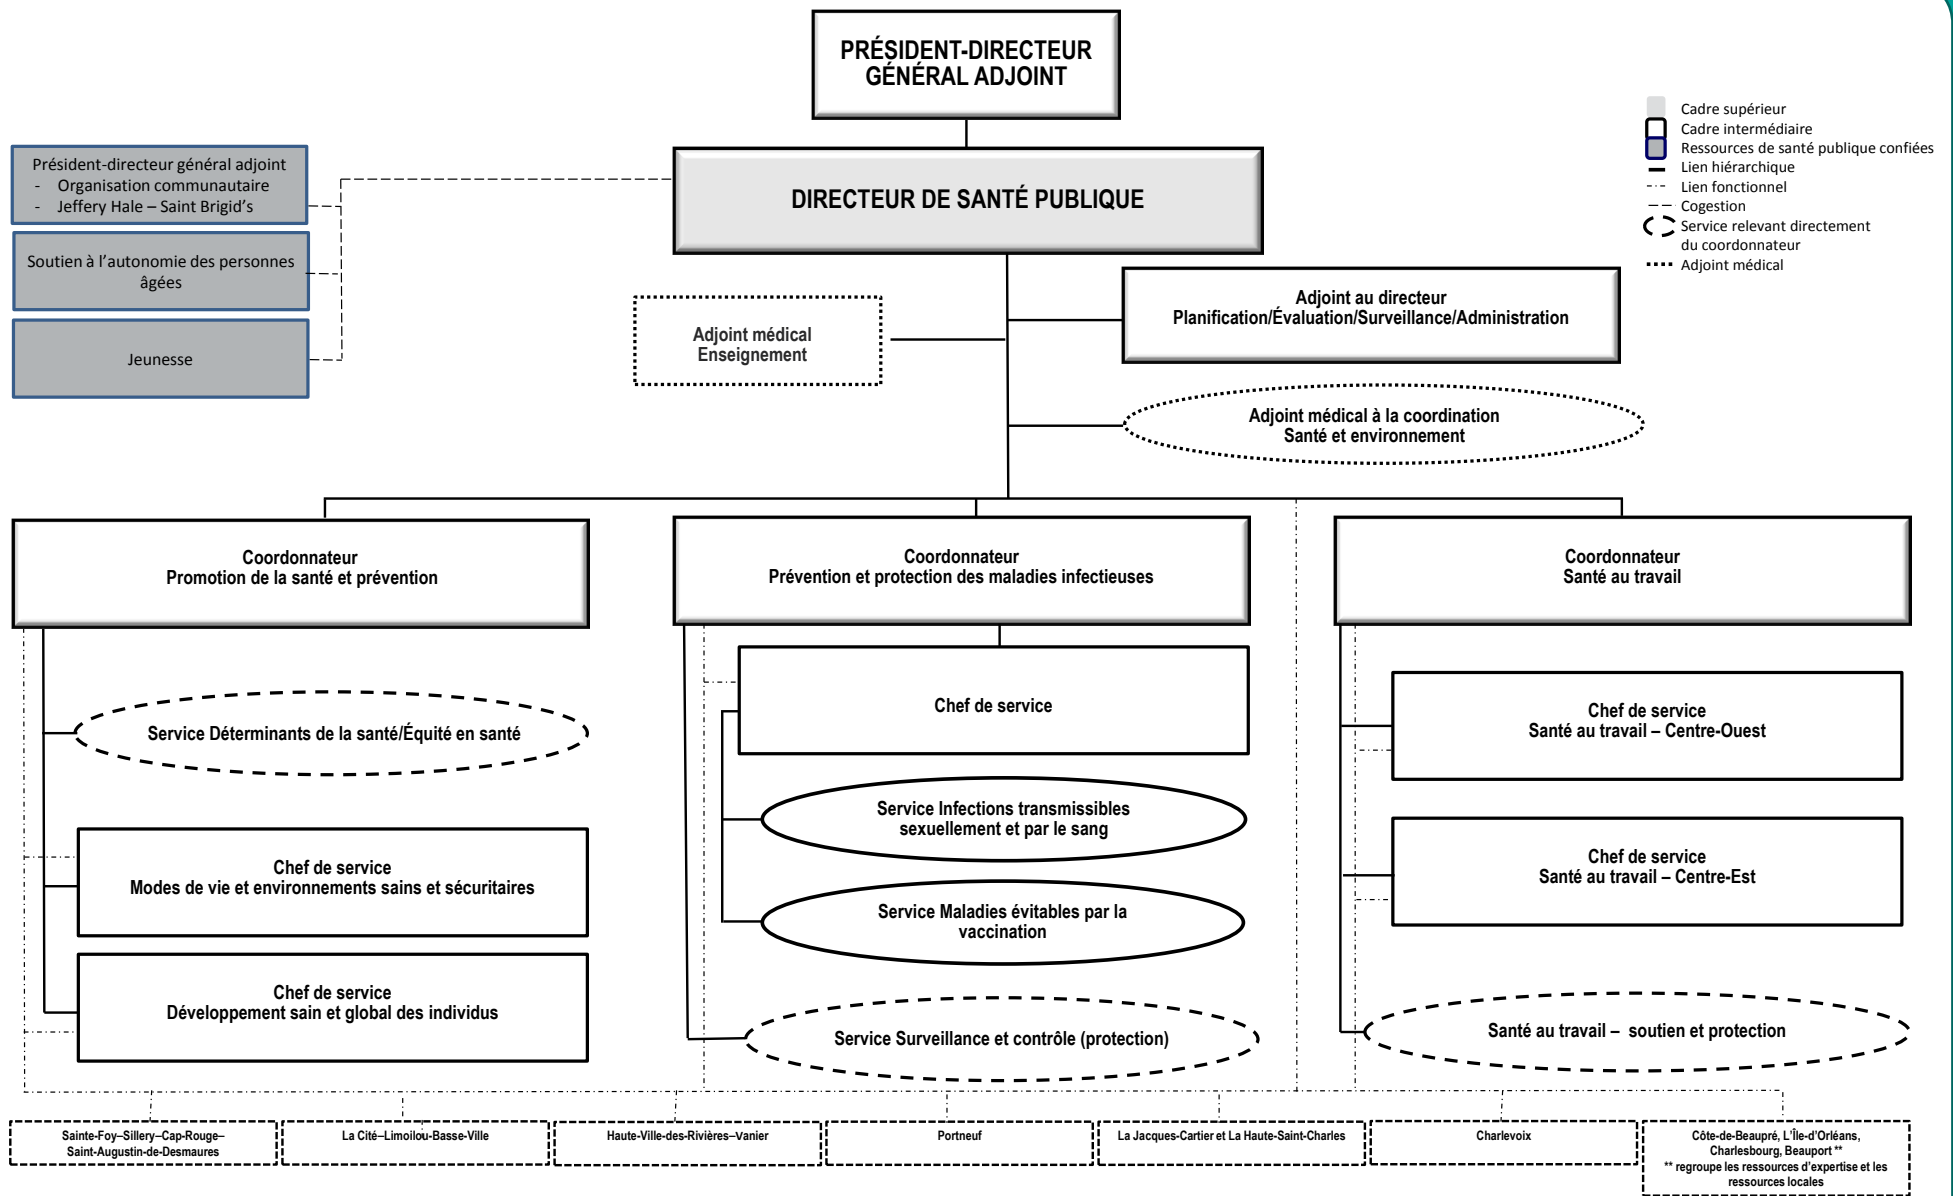 PRÉSIDENT-DIRECTEUR
GÉNÉRAL ADJOINT
Cadre supérieur
Cadre intermédiaire
Ressources de santé publique confiées
Lien hiérarchique
Lien fonctionnel
Cogestion
Service relevant directement
du coordonnateur
Adjoint médical
Président-directeur général adjoint
- Organisation communautaire
- Jeffery Hale – Saint Brigid's
DIRECTEUR DE SANTÉ PUBLIQUE
Soutien à l'autonomie des personnes
âgées
Jeunesse
Adjoint au directeur
Planification/Évaluation/Surveillance/Administration
Adjoint médical
Enseignement
Adjoint médical à la coordination
Santé et environnement
Coordonnateur
Promotion de la santé et prévention
Coordonnateur
Prévention et protection des maladies infectieuses
Coordonnateur
Santé au travail
Service Déterminants de la santé/Équité en santé
Chef de service
Modes de vie et environnements sains et sécuritaires
Chef de service
Développement sain et global des individus
Chef de service
Service Infections transmissibles
sexuellement et par le sang
Service Maladies évitables par la
vaccination
Service Surveillance et contrôle (protection)
Chef de service
Santé au travail – Centre-Ouest
Chef de service
Santé au travail – Centre-Est
Santé au travail – soutien et protection
Sainte-Foy–Sillery–Cap-Rouge–
Saint-Augustin-de-Desmaures
La Cité–Limoilou-Basse-Ville
Haute-Ville-des-Rivières–Vanier
Portneuf
La Jacques-Cartier et La Haute-Saint-Charles
Charlevoix
Côte-de-Beaupré, L'Île-d'Orléans,
Charlesbourg, Beauport **
** regroupe les ressources d'expertise et les
ressources locales